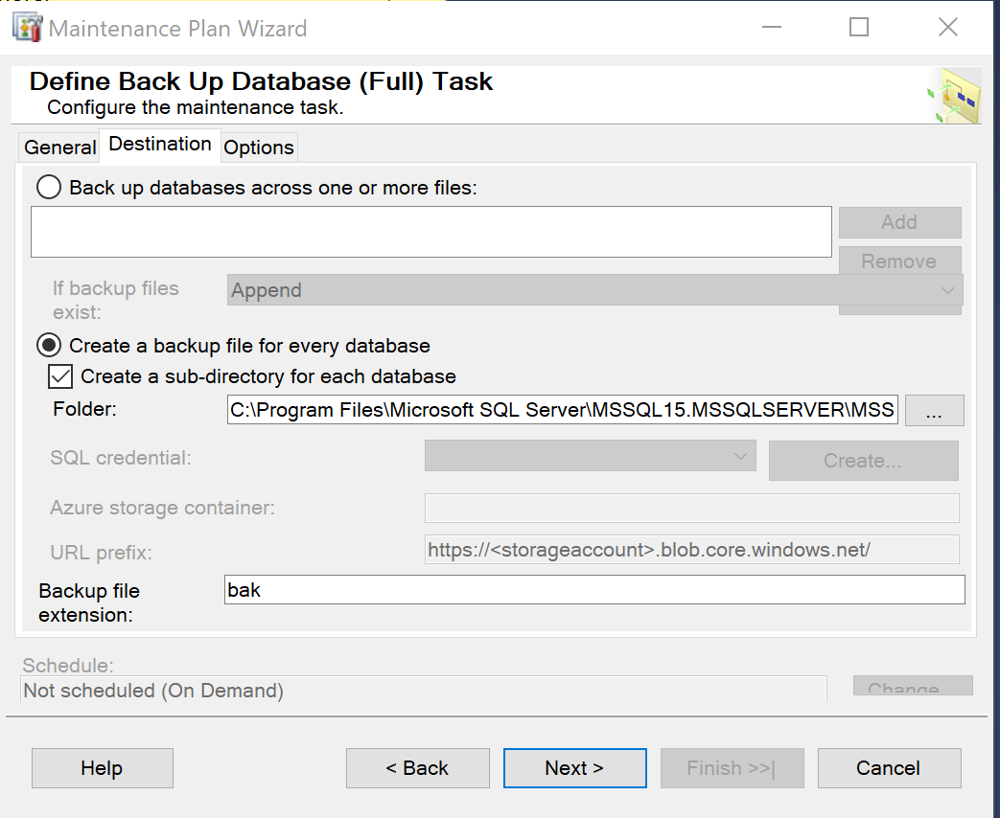 Maintenance Plan Wizard
Define Back Up Database (Full) Task
Configure the maintenance task.
General Destination Options
Back up databases across one or more files:
Add
Remove
If backup files
exist:
Append
Create a backup file for every database
Create a sub-directory for each database
Folder:
C:\Program Files\Microsoft SQL Server\MSSQL15.MSSQLSERVER\MSS
...
SQL credential:
Create...
Azure storage container:
URL prefix:
https://<storageaccount>.blob.core.windows.net/
Backup file
extension:
bak
Schedule:
Not scheduled (On Demand)
Change
Help
< Back
Next >
Finish >>|
Cancel